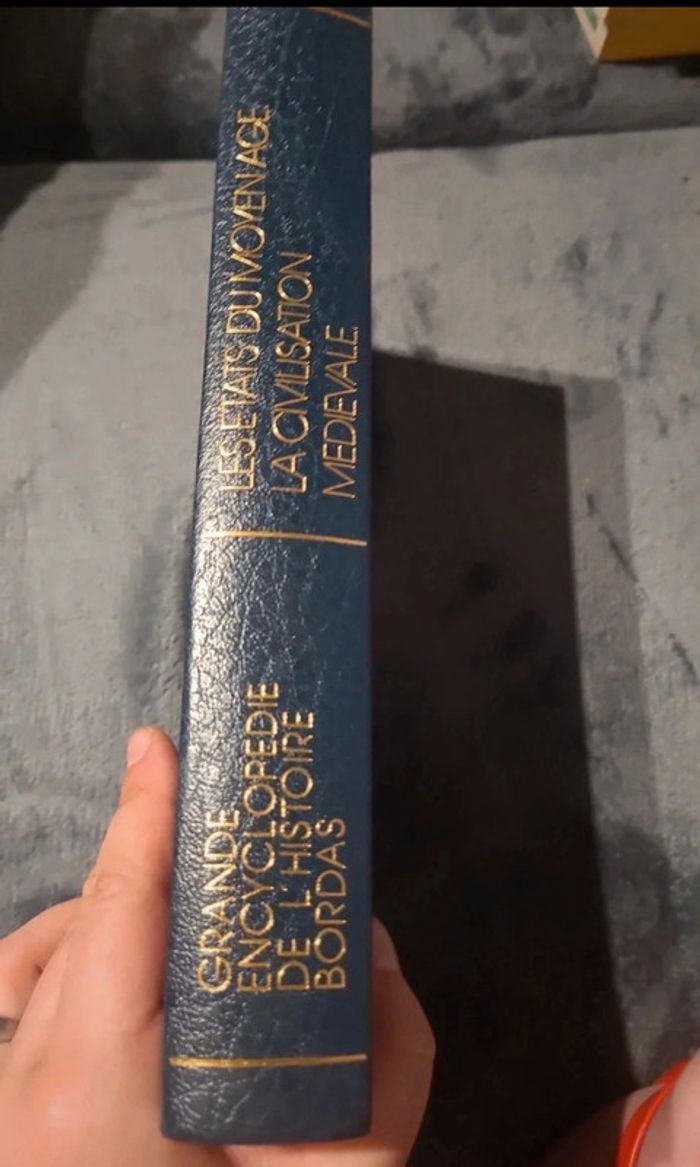 GRANDE
ENCYCLOPEDIE
DE L'HISTOIRE
BORDAS
LES ETATS DU MOYEN AGE
LA CIVILISATION
MEDIEVALE